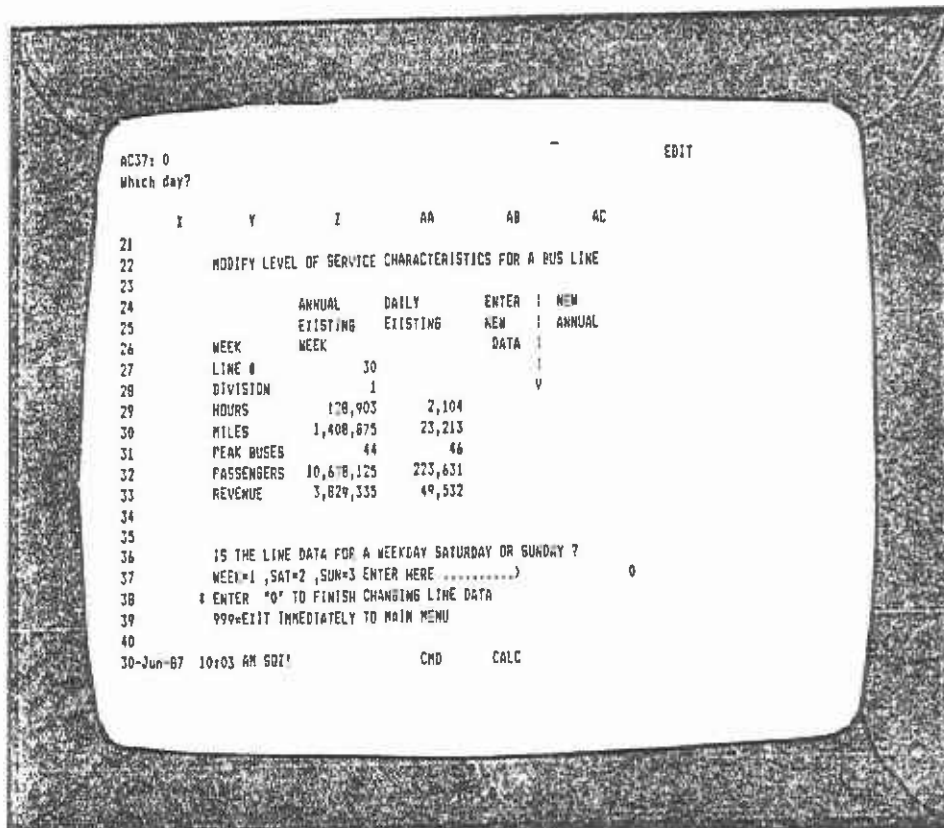 EDIT
AC37: 0
Which day?
X Y Z AA AB AC
21
22 MODIFY LEVEL OF SERVICE CHARACTERISTICS FOR A BUS LINE
23
24 ANNUAL DAILY ENTER | NEW
25 EXISTING EXISTING NEW | ANNUAL
26 WEEK WEEK DATA |
27 LINE # 30 |
28 DIVISION 1 V
29 HOURS 128,903 2,104
30 MILES 1,408,875 23,213
31 PEAK BUSES 44 46
32 PASSENGERS 223,631
33 REVENUE 3,829,335 49,532
34
35
36 IS THE LINE DATA FOR A WEEKDAY SATURDAY OR SUNDAY ?
37 WEEK=1 ,SAT=2 ,SUN=3 ENTER HERE ..........> 0
38 * ENTER "0" TO FINISH CHANGING LINE DATA
39 999=EXIT IMMEDIATELY TO MAIN MENU
40
30-Jun-87 10:03 AM CMD CALC